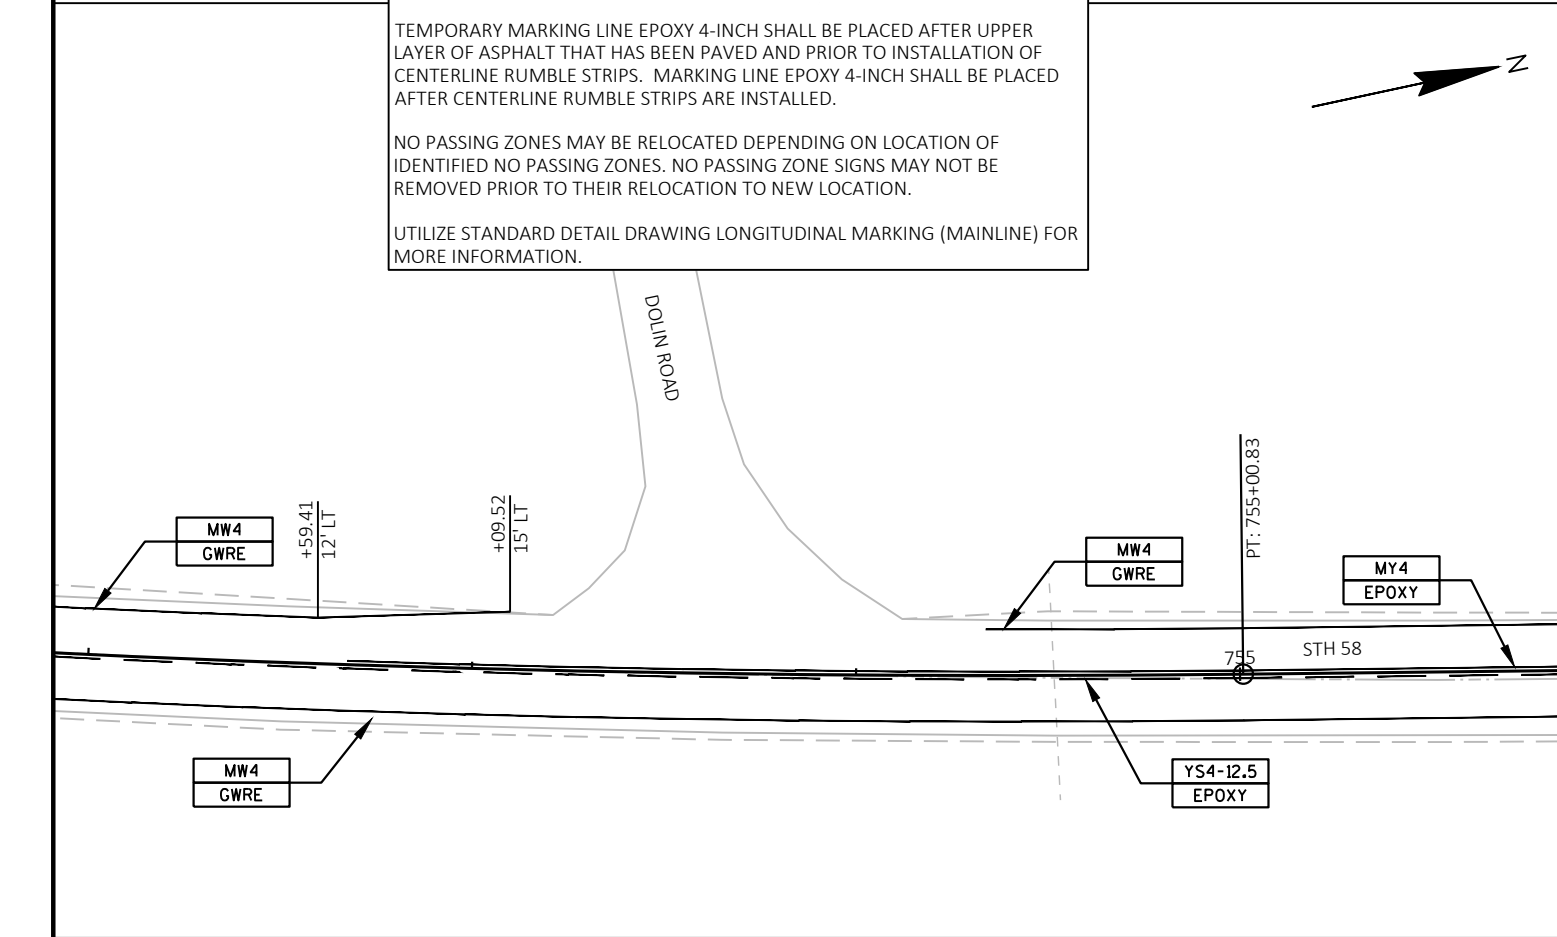 TEMPORARY MARKING LINE EPOXY 4-INCH SHALL BE PLACED AFTER UPPER
LAYER OF ASPHALT THAT HAS BEEN PAVED AND PRIOR TO INSTALLATION OF
CENTERLINE RUMBLE STRIPS. MARKING LINE EPOXY 4-INCH SHALL BE PLACED
AFTER CENTERLINE RUMBLE STRIPS ARE INSTALLED.
NO PASSING ZONES MAY BE RELOCATED DEPENDING ON LOCATION OF
IDENTIFIED NO PASSING ZONES. NO PASSING ZONE SIGNS MAY NOT BE
REMOVED PRIOR TO THEIR RELOCATION TO NEW LOCATION.
UTILIZE STANDARD DETAIL DRAWING LONGITUDINAL MARKING (MAINLINE) FOR
MORE INFORMATION.
N
DOLIN ROAD
MW4
GWRE
+59.41
12' LT
+09.52
15' LT
MW4
GWRE
PT: 755+00.83
MY4
EPOXY
755
STH 58
MW4
GWRE
YS4-12.5
EPOXY